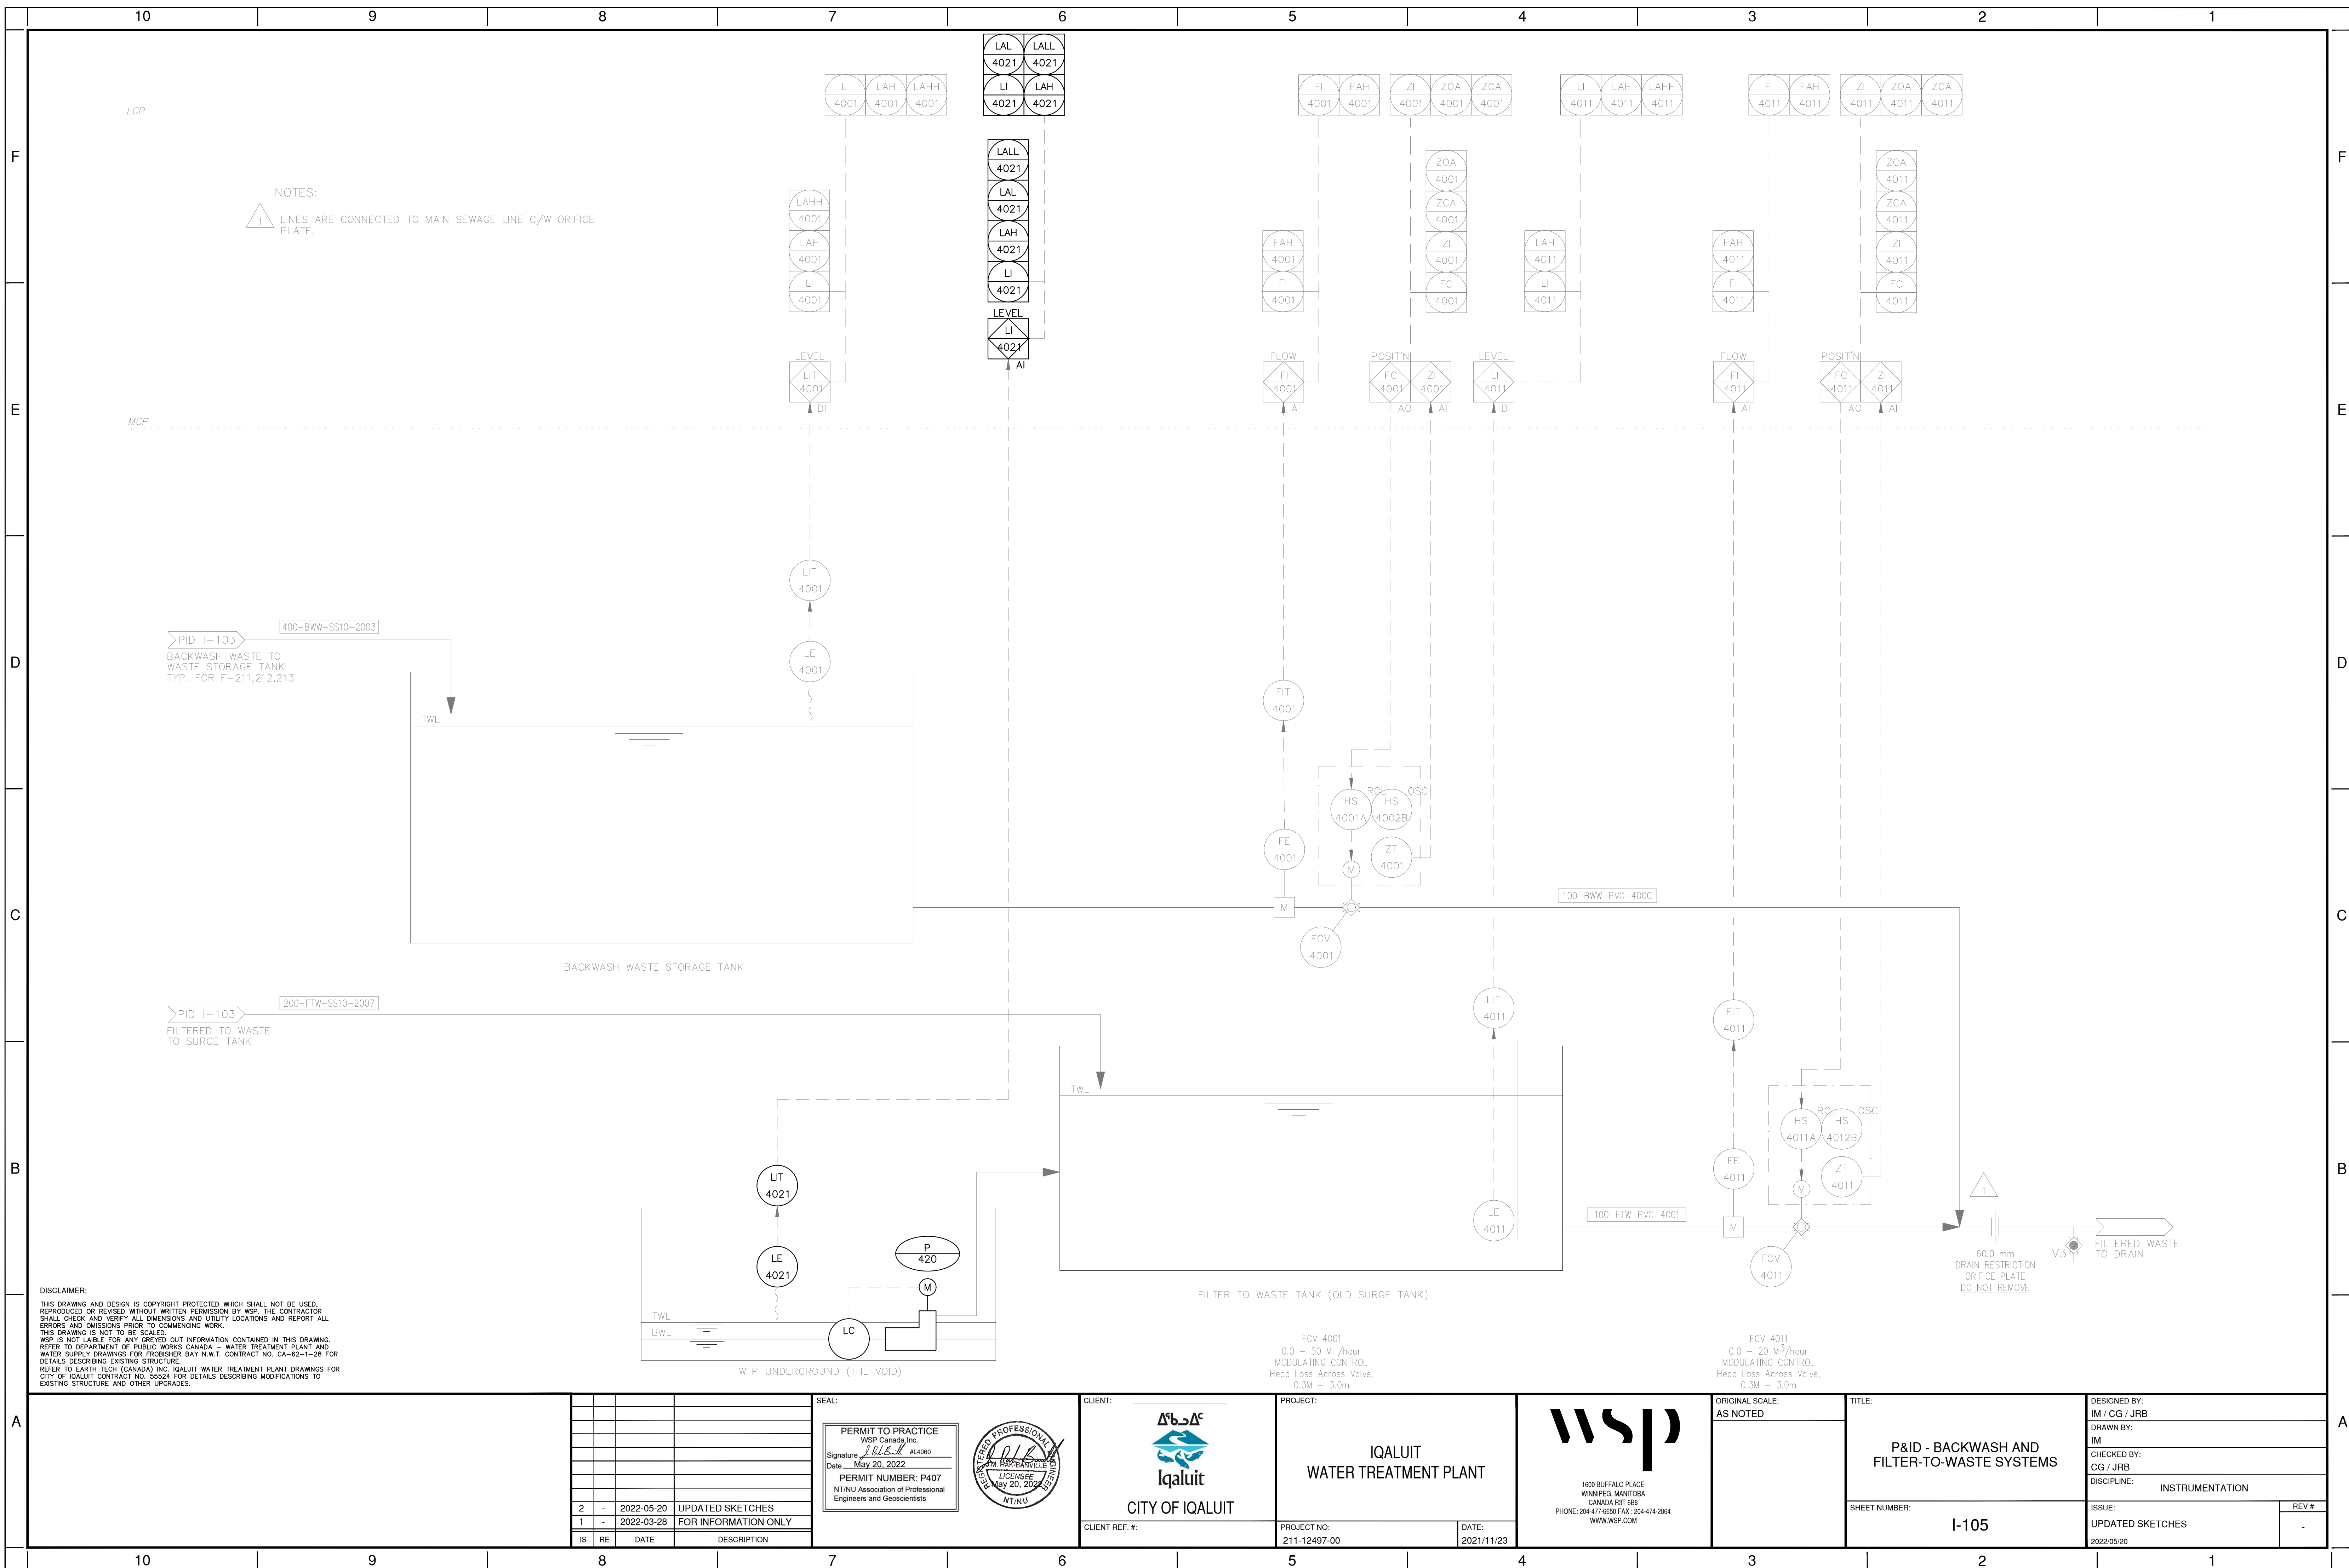 10 9 8 7 6 5 4 3 2 1
F
E
D
C
B
A
F
E
D
C
B
A
LCP
MCP
NOTES:
1
LINES ARE CONNECTED TO MAIN SEWAGE LINE C/W ORIFICE
PLATE.
LI LAH LAHH
4001 4001 4001
LAHH
4001
LAH
4001
LI
4001
LEVEL
LIT
4001
DI
LIT
4001
LE
4001
LAL LALL
4021 4021
LI LAH
4021 4021
LALL
4021
LAL
4021
LAH
4021
LI
4021
LEVEL
LI
4021
AI
FI FAH
4001 4001
FAH
4001
FI
4001
FLOW
FI
4001
AI
FIT
4001
FE
4001
M
ZI ZOA ZCA
4001 4001 4001
ZOA
4001
ZCA
4001
ZI
4001
FC
4001
POSIT'N
FC ZI
4001 4001
AO AI
ROL OSC
HS HS
4001A 4002B
ZT
4001
M
FCV
4001
100-BWW-PVC-4000
LI LAH LAHH
4011 4011 4011
LAH
4011
LI
4011
LEVEL
LI
4011
DI
LIT
4011
LE
4011
FI FAH
4011 4011
FAH
4011
FI
4011
FLOW
FI
4011
AI
FIT
4011
FE
4011
M
ZI ZOA ZCA
4011 4011 4011
ZCA
4011
ZCA
4011
ZI
4011
FC
4011
POSIT'N
FC ZI
4011 4011
AO AI
ROL OSC
HS HS
4011A 4012B
ZT
4011
M
FCV
4011
100-FTW-PVC-4001
PID I-103
400-BWW-SS10-2003
BACKWASH WASTE TO
WASTE STORAGE TANK
TYP. FOR F-211,212,213
TWL
BACKWASH WASTE STORAGE TANK
PID I-103
200-FTW-SS10-2007
FILTERED TO WASTE
TO SURGE TANK
TWL
FILTER TO WASTE TANK (OLD SURGE TANK)
LIT
4021
LE
4021
P
420
M
LC
TWL
BWL
WTP UNDERGROUND (THE VOID)
1
60.0 mm
DRAIN RESTRICTION
ORIFICE PLATE
DO NOT REMOVE
V3
FILTERED WASTE
TO DRAIN
FCV 4001
0.0 - 50 M /hour
MODULATING CONTROL
Head Loss Across Valve,
0.3M - 3.0m
FCV 4011
0.0 - 20 M3/hour
MODULATING CONTROL
Head Loss Across Valve,
0.3M - 3.0m
DISCLAIMER:
THIS DRAWING AND DESIGN IS COPYRIGHT PROTECTED WHICH SHALL NOT BE USED,
REPRODUCED OR REVISED WITHOUT WRITTEN PERMISSION BY WSP. THE CONTRACTOR
SHALL CHECK AND VERIFY ALL DIMENSIONS AND UTILITY LOCATIONS AND REPORT ALL
ERRORS AND OMISSIONS PRIOR TO COMMENCING WORK.
THIS DRAWING IS NOT TO BE SCALED.
WSP IS NOT LAIBLE FOR ANY GREYED OUT INFORMATION CONTAINED IN THIS DRAWING.
REFER TO DEPARTMENT OF PUBLIC WORKS CANADA - WATER TREATMENT PLANT AND
WATER SUPPLY DRAWINGS FOR FROBISHER BAY N.W.T. CONTRACT NO. CA-62-1-28 FOR
DETAILS DESCRIBING EXISTING STRUCTURE.
REFER TO EARTH TECH (CANADA) INC. IQALUIT WATER TREATMENT PLANT DRAWINGS FOR
CITY OF IQALUIT CONTRACT NO. 55524 FOR DETAILS DESCRIBING MODIFICATIONS TO
EXISTING STRUCTURE AND OTHER UPGRADES.
2 - 2022-05-20 UPDATED SKETCHES
1 - 2022-03-28 FOR INFORMATION ONLY
IS RE DATE DESCRIPTION
SEAL:
PERMIT TO PRACTICE
WSP Canada Inc.
Signature #L4060
Date May 20, 2022
PERMIT NUMBER: P407
NT/NU Association of Professional
Engineers and Geoscientists
REGISTERED PROFESSIONAL ENGINEER
LICENSEE
May 20, 2022
NT/NU
CLIENT:
ᐃᖃᓗᐃᑦ
Iqaluit
CITY OF IQALUIT
CLIENT REF. #:
PROJECT:
IQALUIT
WATER TREATMENT PLANT
PROJECT NO:
211-12497-00
DATE:
2021/11/23
wsp
1600 BUFFALO PLACE
WINNIPEG, MANITOBA
CANADA R3T 6B8
PHONE: 204-477-6650 FAX : 204-474-2864
WWW.WSP.COM
ORIGINAL SCALE:
AS NOTED
TITLE:
P&ID - BACKWASH AND
FILTER-TO-WASTE SYSTEMS
SHEET NUMBER:
I-105
DESIGNED BY:
IM / CG / JRB
DRAWN BY:
IM
CHECKED BY:
CG / JRB
DISCIPLINE:
INSTRUMENTATION
ISSUE:
UPDATED SKETCHES
2022/05/20
REV #
-
10 9 8 7 6 5 4 3 2 1